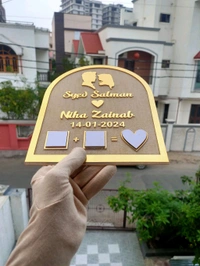 Syed Salman
Niha Zainab
14-01-2024
+ =